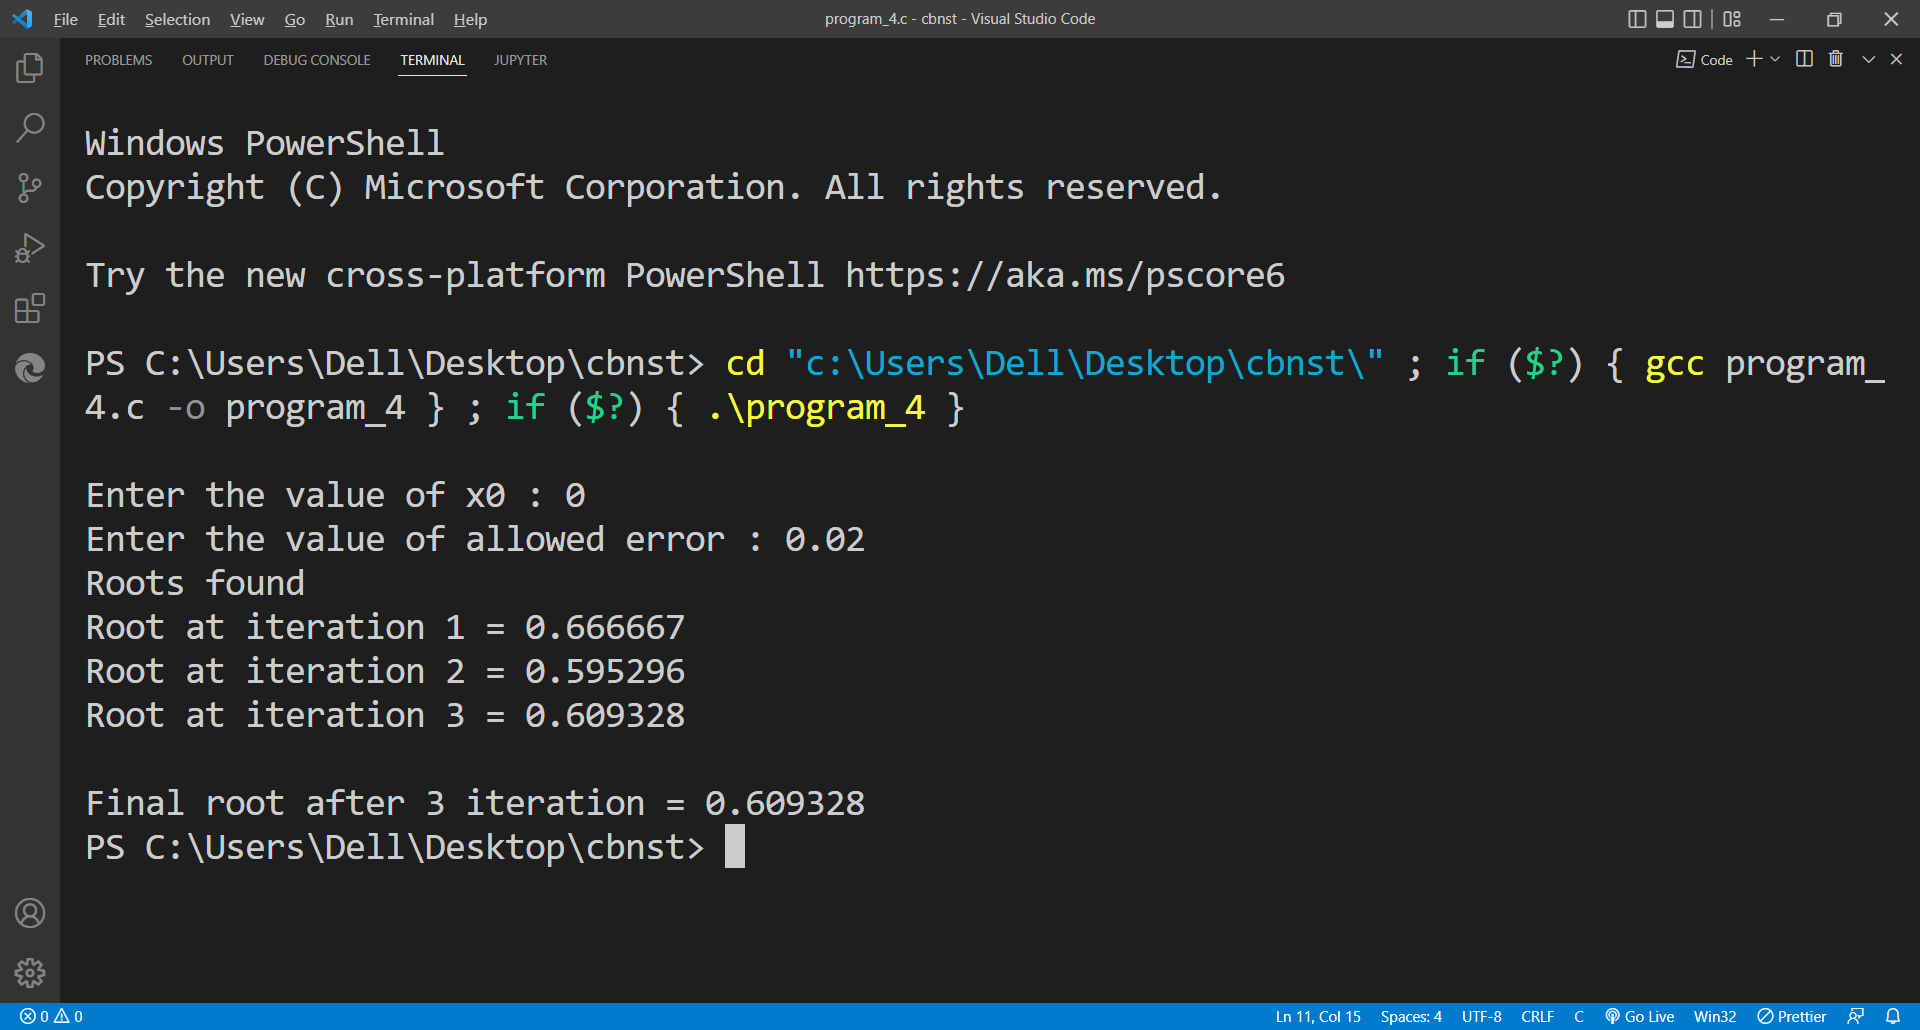 File Edit Selection View Go Run Terminal Help program_4.c - cbnst - Visual Studio Code
PROBLEMS OUTPUT DEBUG CONSOLE TERMINAL JUPYTER Code
Windows PowerShell
Copyright (C) Microsoft Corporation. All rights reserved.
Try the new cross-platform PowerShell https://aka.ms/pscore6
PS C:\Users\Dell\Desktop\cbnst> cd "c:\Users\Dell\Desktop\cbnst\" ; if ($?) { gcc program_
4.c -o program_4 } ; if ($?) { .\program_4 }
Enter the value of x0 : 0
Enter the value of allowed error : 0.02
Roots found
Root at iteration 1 = 0.666667
Root at iteration 2 = 0.595296
Root at iteration 3 = 0.609328
Final root after 3 iteration = 0.609328
PS C:\Users\Dell\Desktop\cbnst>
0 0 Ln 11, Col 15 Spaces: 4 UTF-8 CRLF C Go Live Win32 Prettier